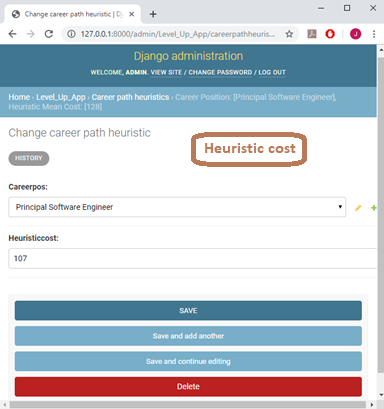 Change career path heuristic | Dj
127.0.0.1:8000/admin/Level_Up_App/careerpathheuris...
J
Django administration
WELCOME, ADMIN. VIEW SITE / CHANGE PASSWORD / LOG OUT
Home › Level_Up_App › Career path heuristics › Career Position: [Principal Software Engineer],
Heuristic Mean Cost: [128]
Change career path heuristic
Heuristic cost
HISTORY
Careerpos:
Principal Software Engineer
Heuristiccost:
107
SAVE
Save and add another
Save and continue editing
Delete